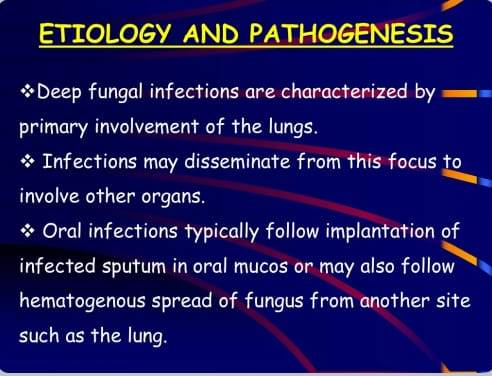 ETIOLOGY AND PATHOGENESIS
❖Deep fungal infections are characterized by
primary involvement of the lungs.
❖ Infections may disseminate from this focus to
involve other organs.
❖ Oral infections typically follow implantation of
infected sputum in oral mucos or may also follow
hematogenous spread of fungus from another site
such as the lung.